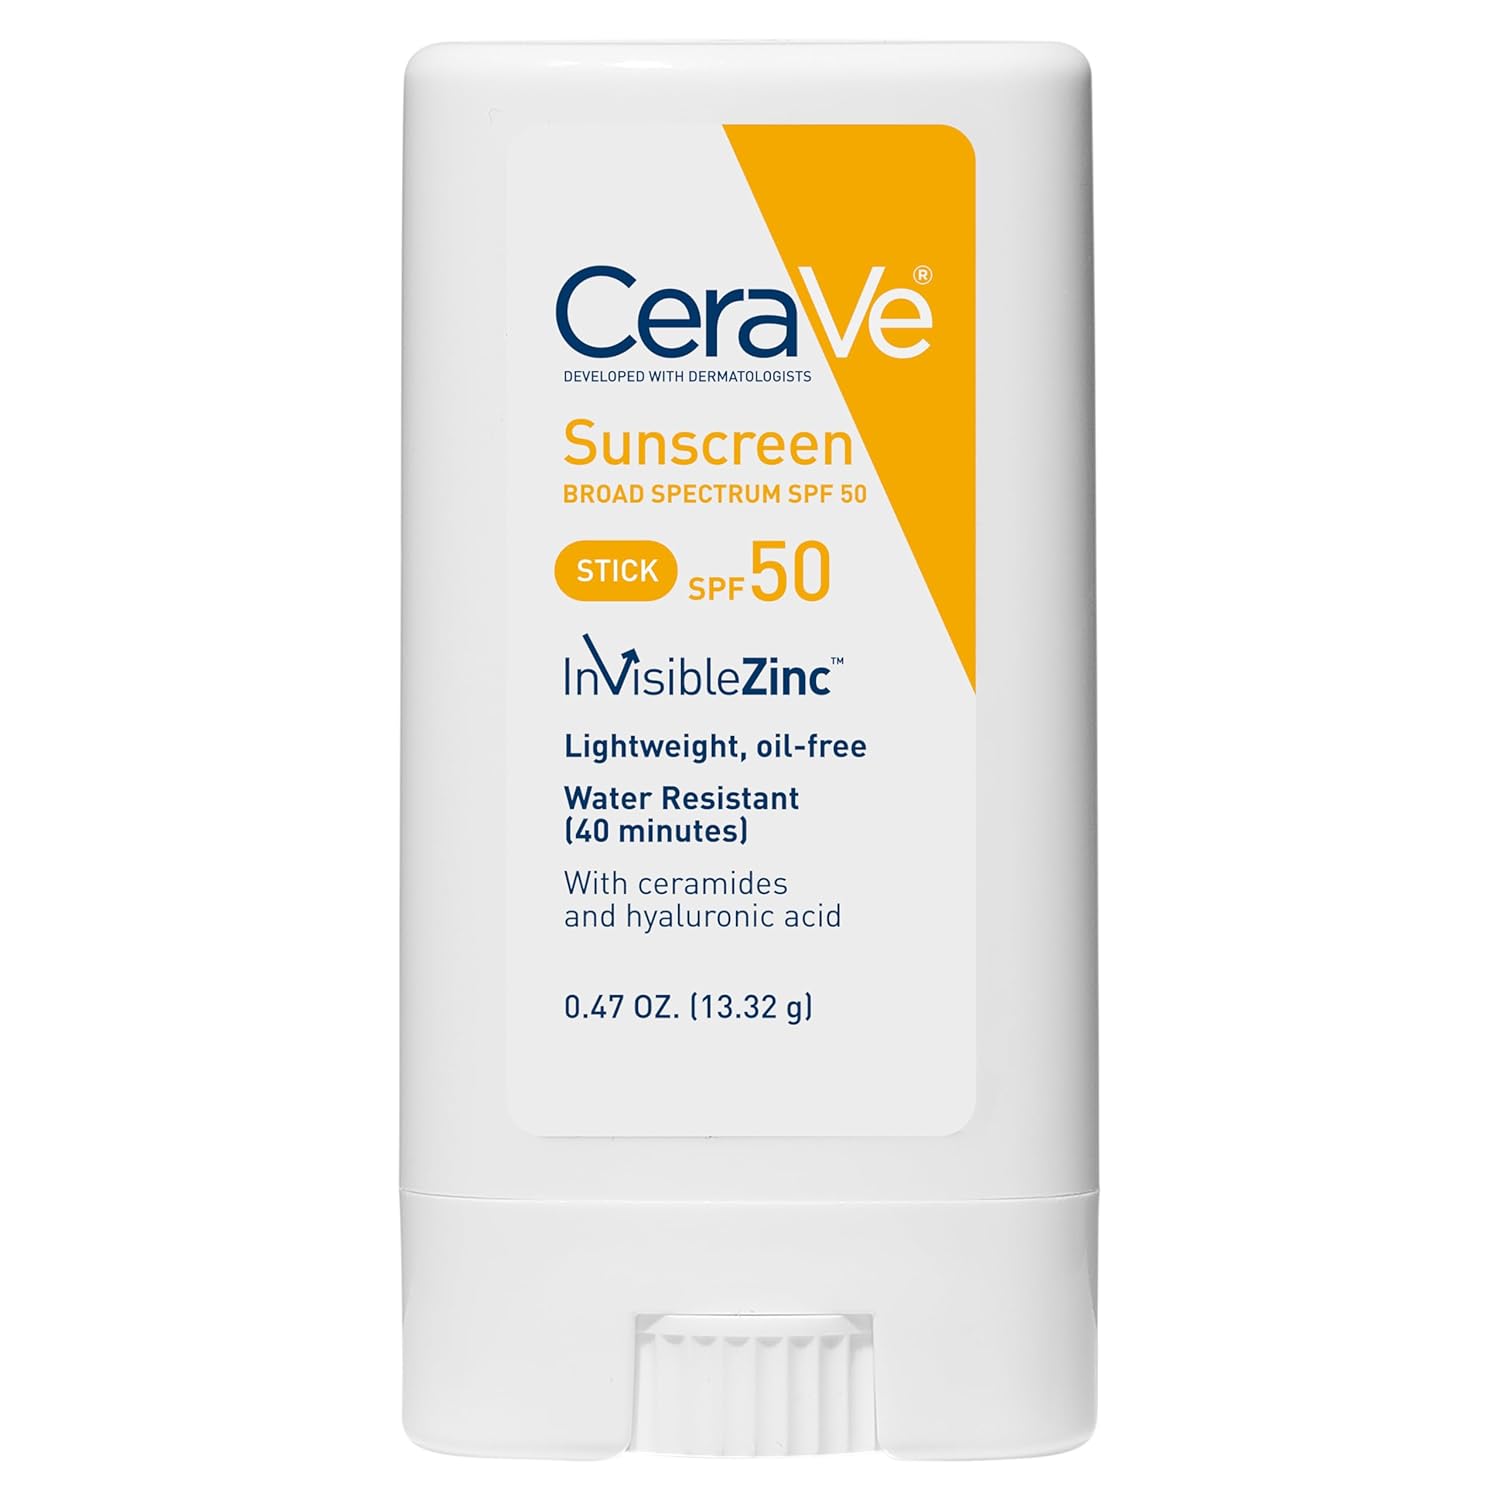 CeraVe®
DEVELOPED WITH DERMATOLOGISTS
Sunscreen
BROAD SPECTRUM SPF 50
STICK SPF 50
InVisibleZinc™
Lightweight, oil-free
Water Resistant
(40 minutes)
With ceramides
and hyaluronic acid
0.47 OZ. (13.32 g)